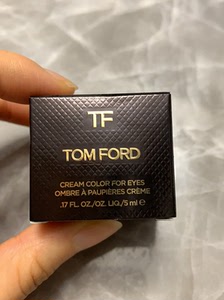 TF
TOM FORD
CREAM COLOR FOR EYES
OMBRE À PAUPIÈRES CRÈME
.17 FL. OZ./OZ. LIQ./5 ml ℮